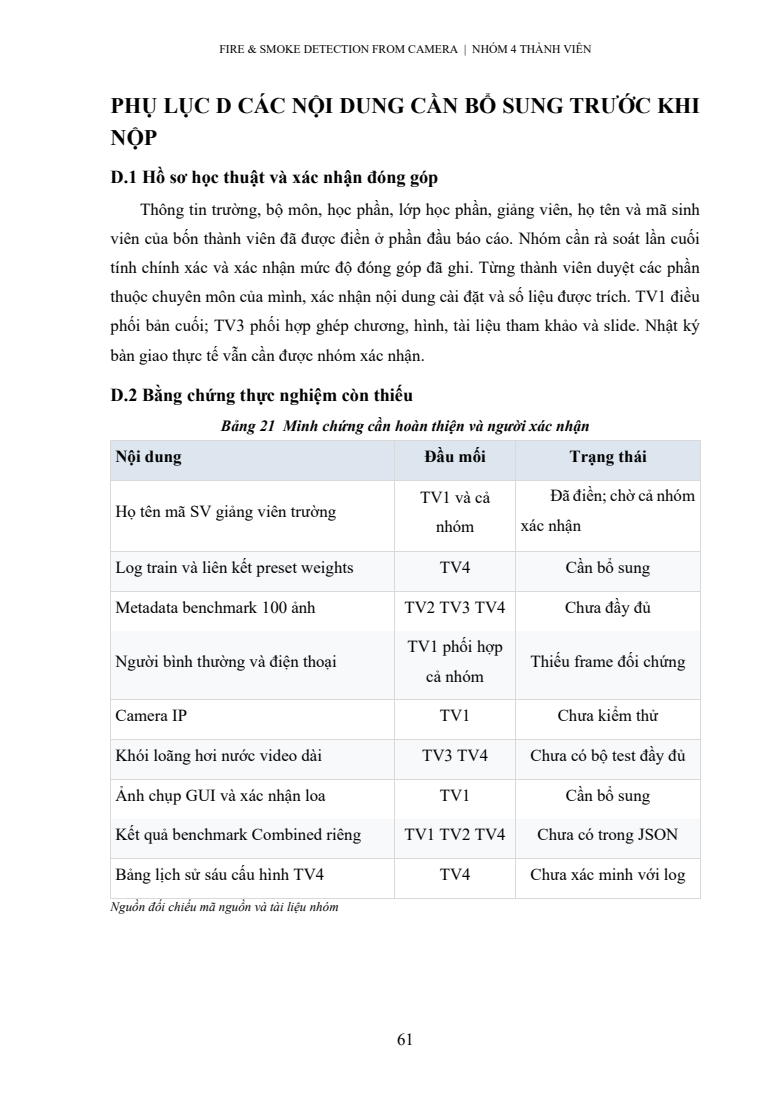 FIRE & SMOKE DETECTION FROM CAMERA | NHÓM 4 THÀNH VIÊN
PHỤ LỤC D CÁC NỘI DUNG CẦN BỔ SUNG TRƯỚC KHI
NỘP
D.1 Hồ sơ học thuật và xác nhận đóng góp
Thông tin trường, bộ môn, học phần, lớp học phần, giảng viên, họ tên và mã sinh
viên của bốn thành viên đã được điền ở phần đầu báo cáo. Nhóm cần rà soát lần cuối
tính chính xác và xác nhận mức độ đóng góp đã ghi. Từng thành viên duyệt các phần
thuộc chuyên môn của mình, xác nhận nội dung cài đặt và số liệu được trích. TV1 điều
phối bản cuối; TV3 phối hợp ghép chương, hình, tài liệu tham khảo và slide. Nhật ký
bàn giao thực tế vẫn cần được nhóm xác nhận.
D.2 Bằng chứng thực nghiệm còn thiếu
Bảng 21 Minh chứng cần hoàn thiện và người xác nhận
Nội dung Đầu mối Trạng thái
Họ tên mã SV giảng viên trường TV1 và cả nhóm Đã điền; chờ cả nhóm xác nhận
Log train và liên kết preset weights TV4 Cần bổ sung
Metadata benchmark 100 ảnh TV2 TV3 TV4 Chưa đầy đủ
Người bình thường và điện thoại TV1 phối hợp cả nhóm Thiếu frame đối chứng
Camera IP TV1 Chưa kiểm thử
Khói loãng hơi nước video dài TV3 TV4 Chưa có bộ test đầy đủ
Ảnh chụp GUI và xác nhận loa TV1 Cần bổ sung
Kết quả benchmark Combined riêng TV1 TV2 TV4 Chưa có trong JSON
Bảng lịch sử sáu cấu hình TV4 TV4 Chưa xác minh với log
Nguồn đối chiếu mã nguồn và tài liệu nhóm
61